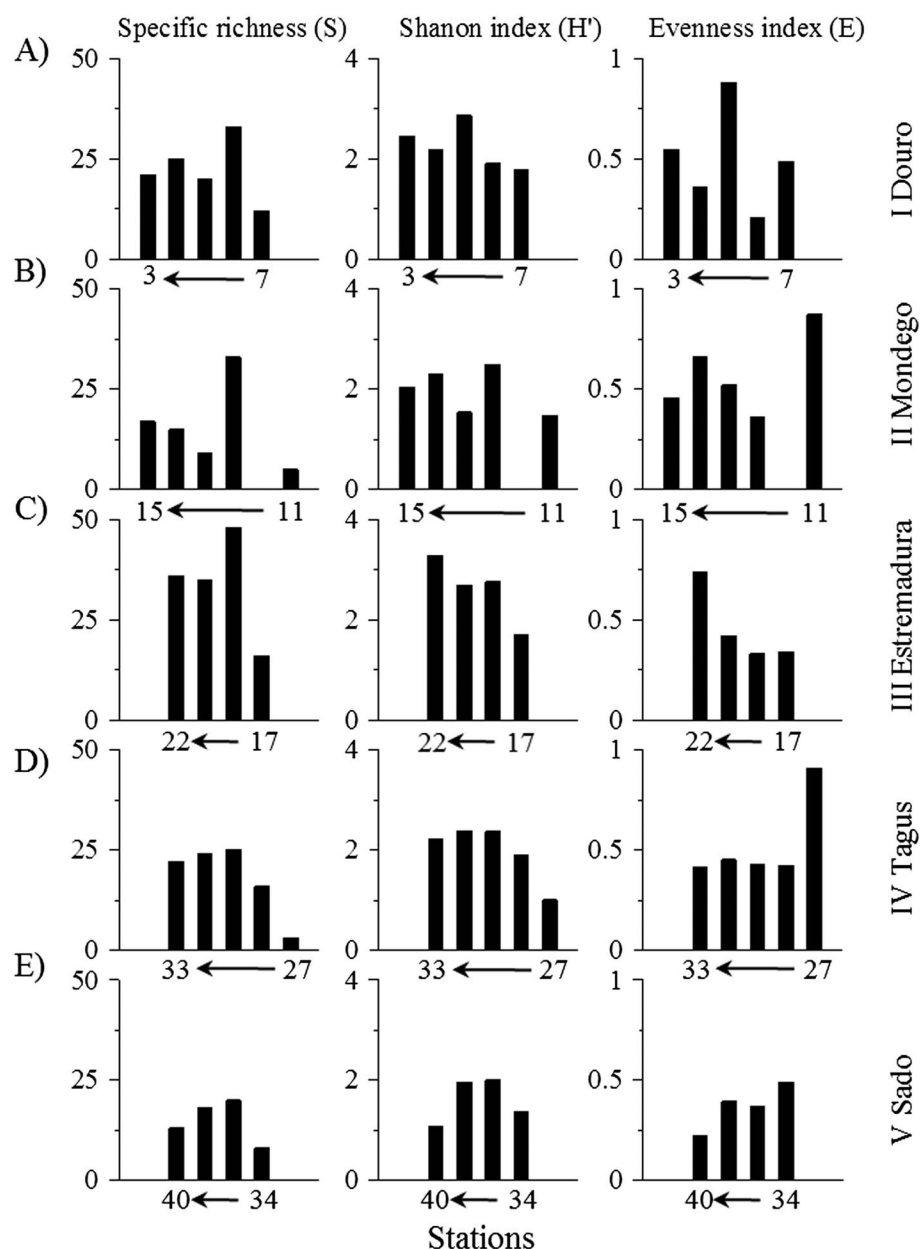 Specific richness (S) Shanon index (H') Evenness index (E)
A)
50 4 1
25 2 0.5
0 0 0
3 7 3 7 3 7
I Douro
B)
50 4 1
25 2 0.5
0 0 0
15 11 15 11 15 11
II Mondego
C)
50 4 1
25 2 0.5
0 0 0
22 17 22 17 22 17
III Estremadura
D)
50 4 1
25 2 0.5
0 0 0
33 27 33 27 33 27
IV Tagus
E)
50 4 1
25 2 0.5
0 0 0
40 34 40 34 40 34
V Sado
Stations